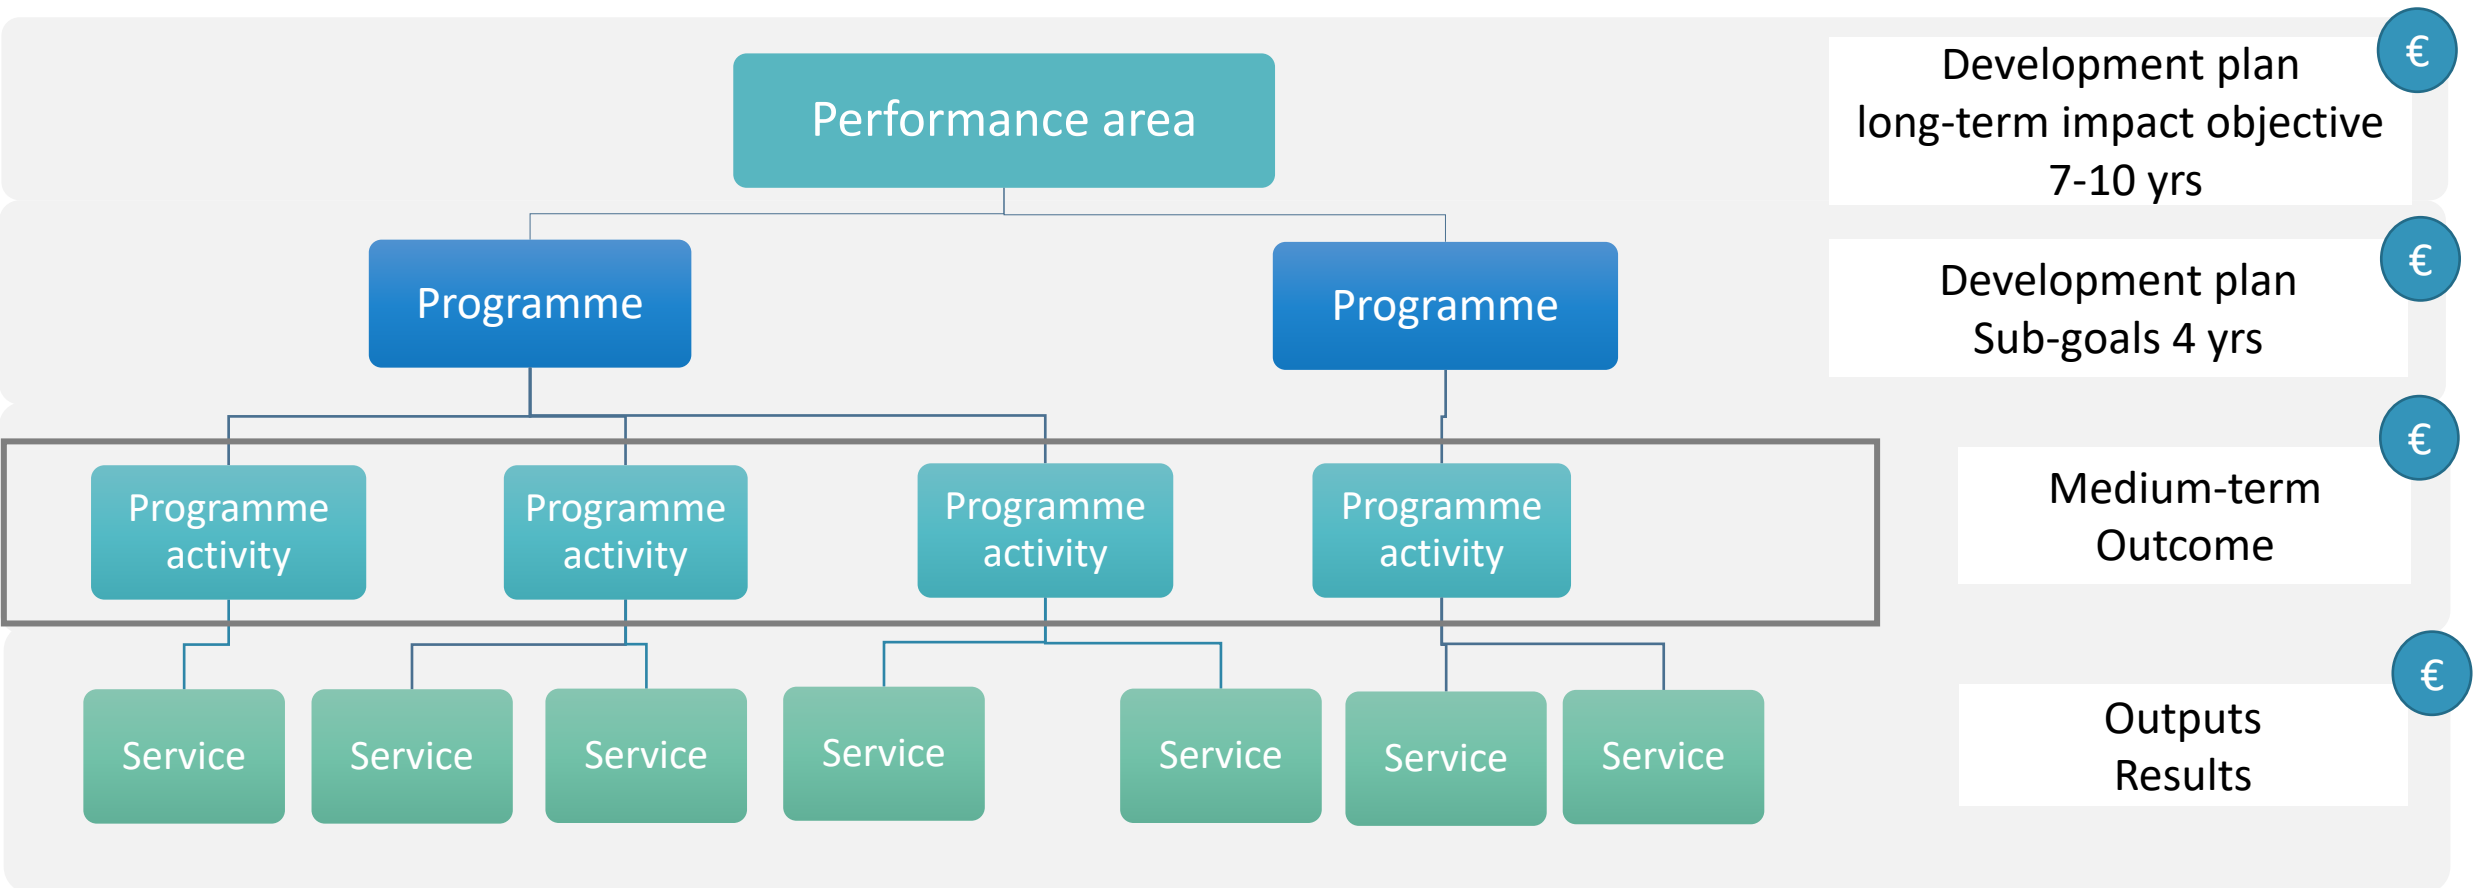 Performance area
Development plan
long-term impact objective
7-10 yrs
€
Programme
Programme
Development plan
Sub-goals 4 yrs
€
Programme
activity
Programme
activity
Programme
activity
Programme
activity
Medium-term
Outcome
€
Service
Service
Service
Service
Service
Service
Service
Outputs
Results
€